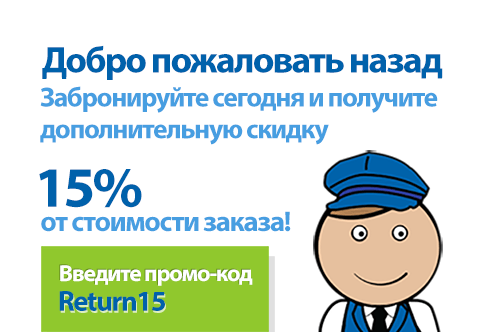 Добро пожаловать назад
Забронируйте сегодня и получите
дополнительную скидку
15%
от стоимости заказа!
Введите промо-код
Return15